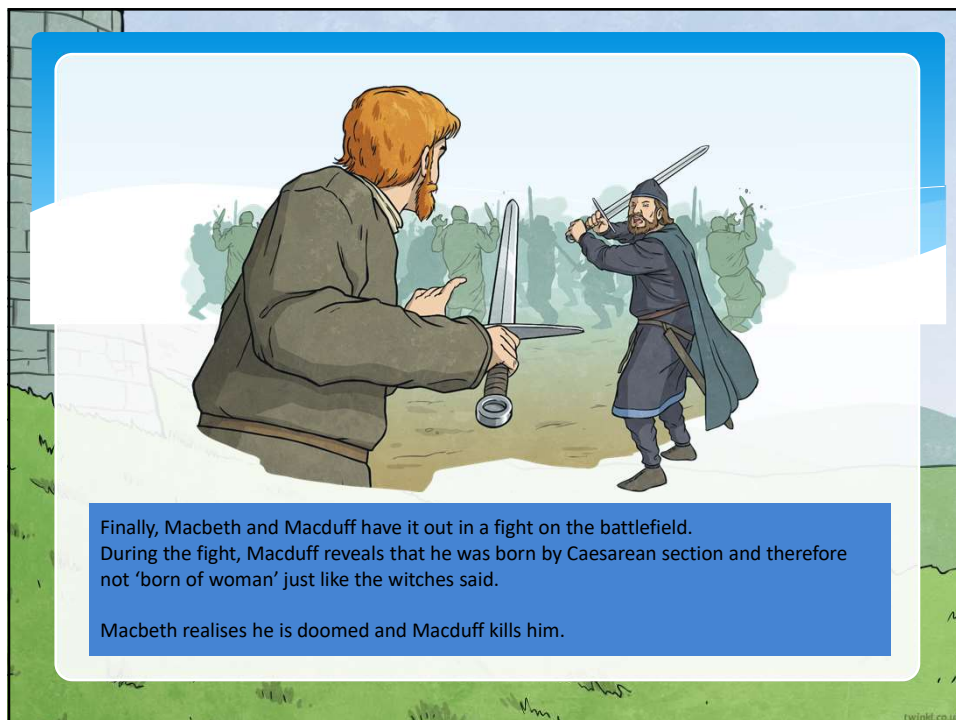 Finally, Macbeth and Macduff have it out in a fight on the battlefield.
During the fight, Macduff reveals that he was born by Caesarean section and therefore
not ‘born of woman’ just like the witches said.
Macbeth realises he is doomed and Macduff kills him.
twinkl.co.u